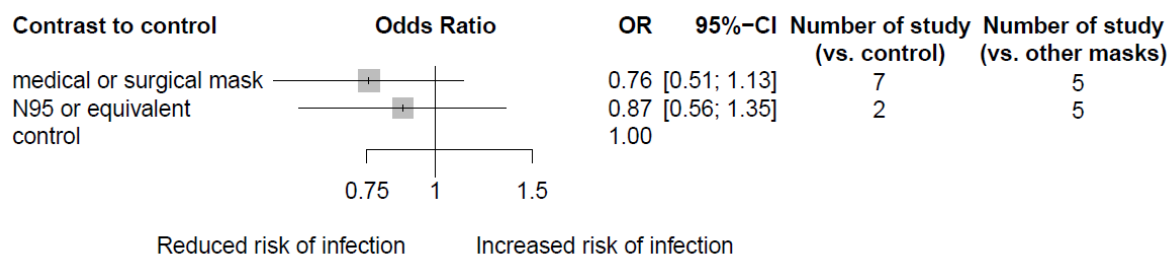 Contrast to control Odds Ratio OR 95%−CI Number of study (vs. control) Number of study (vs. other masks)
medical or surgical mask 0.76 [0.51; 1.13] 7 5
N95 or equivalent 0.87 [0.56; 1.35] 2 5
control 1.00
0.75 1 1.5
Reduced risk of infection Increased risk of infection